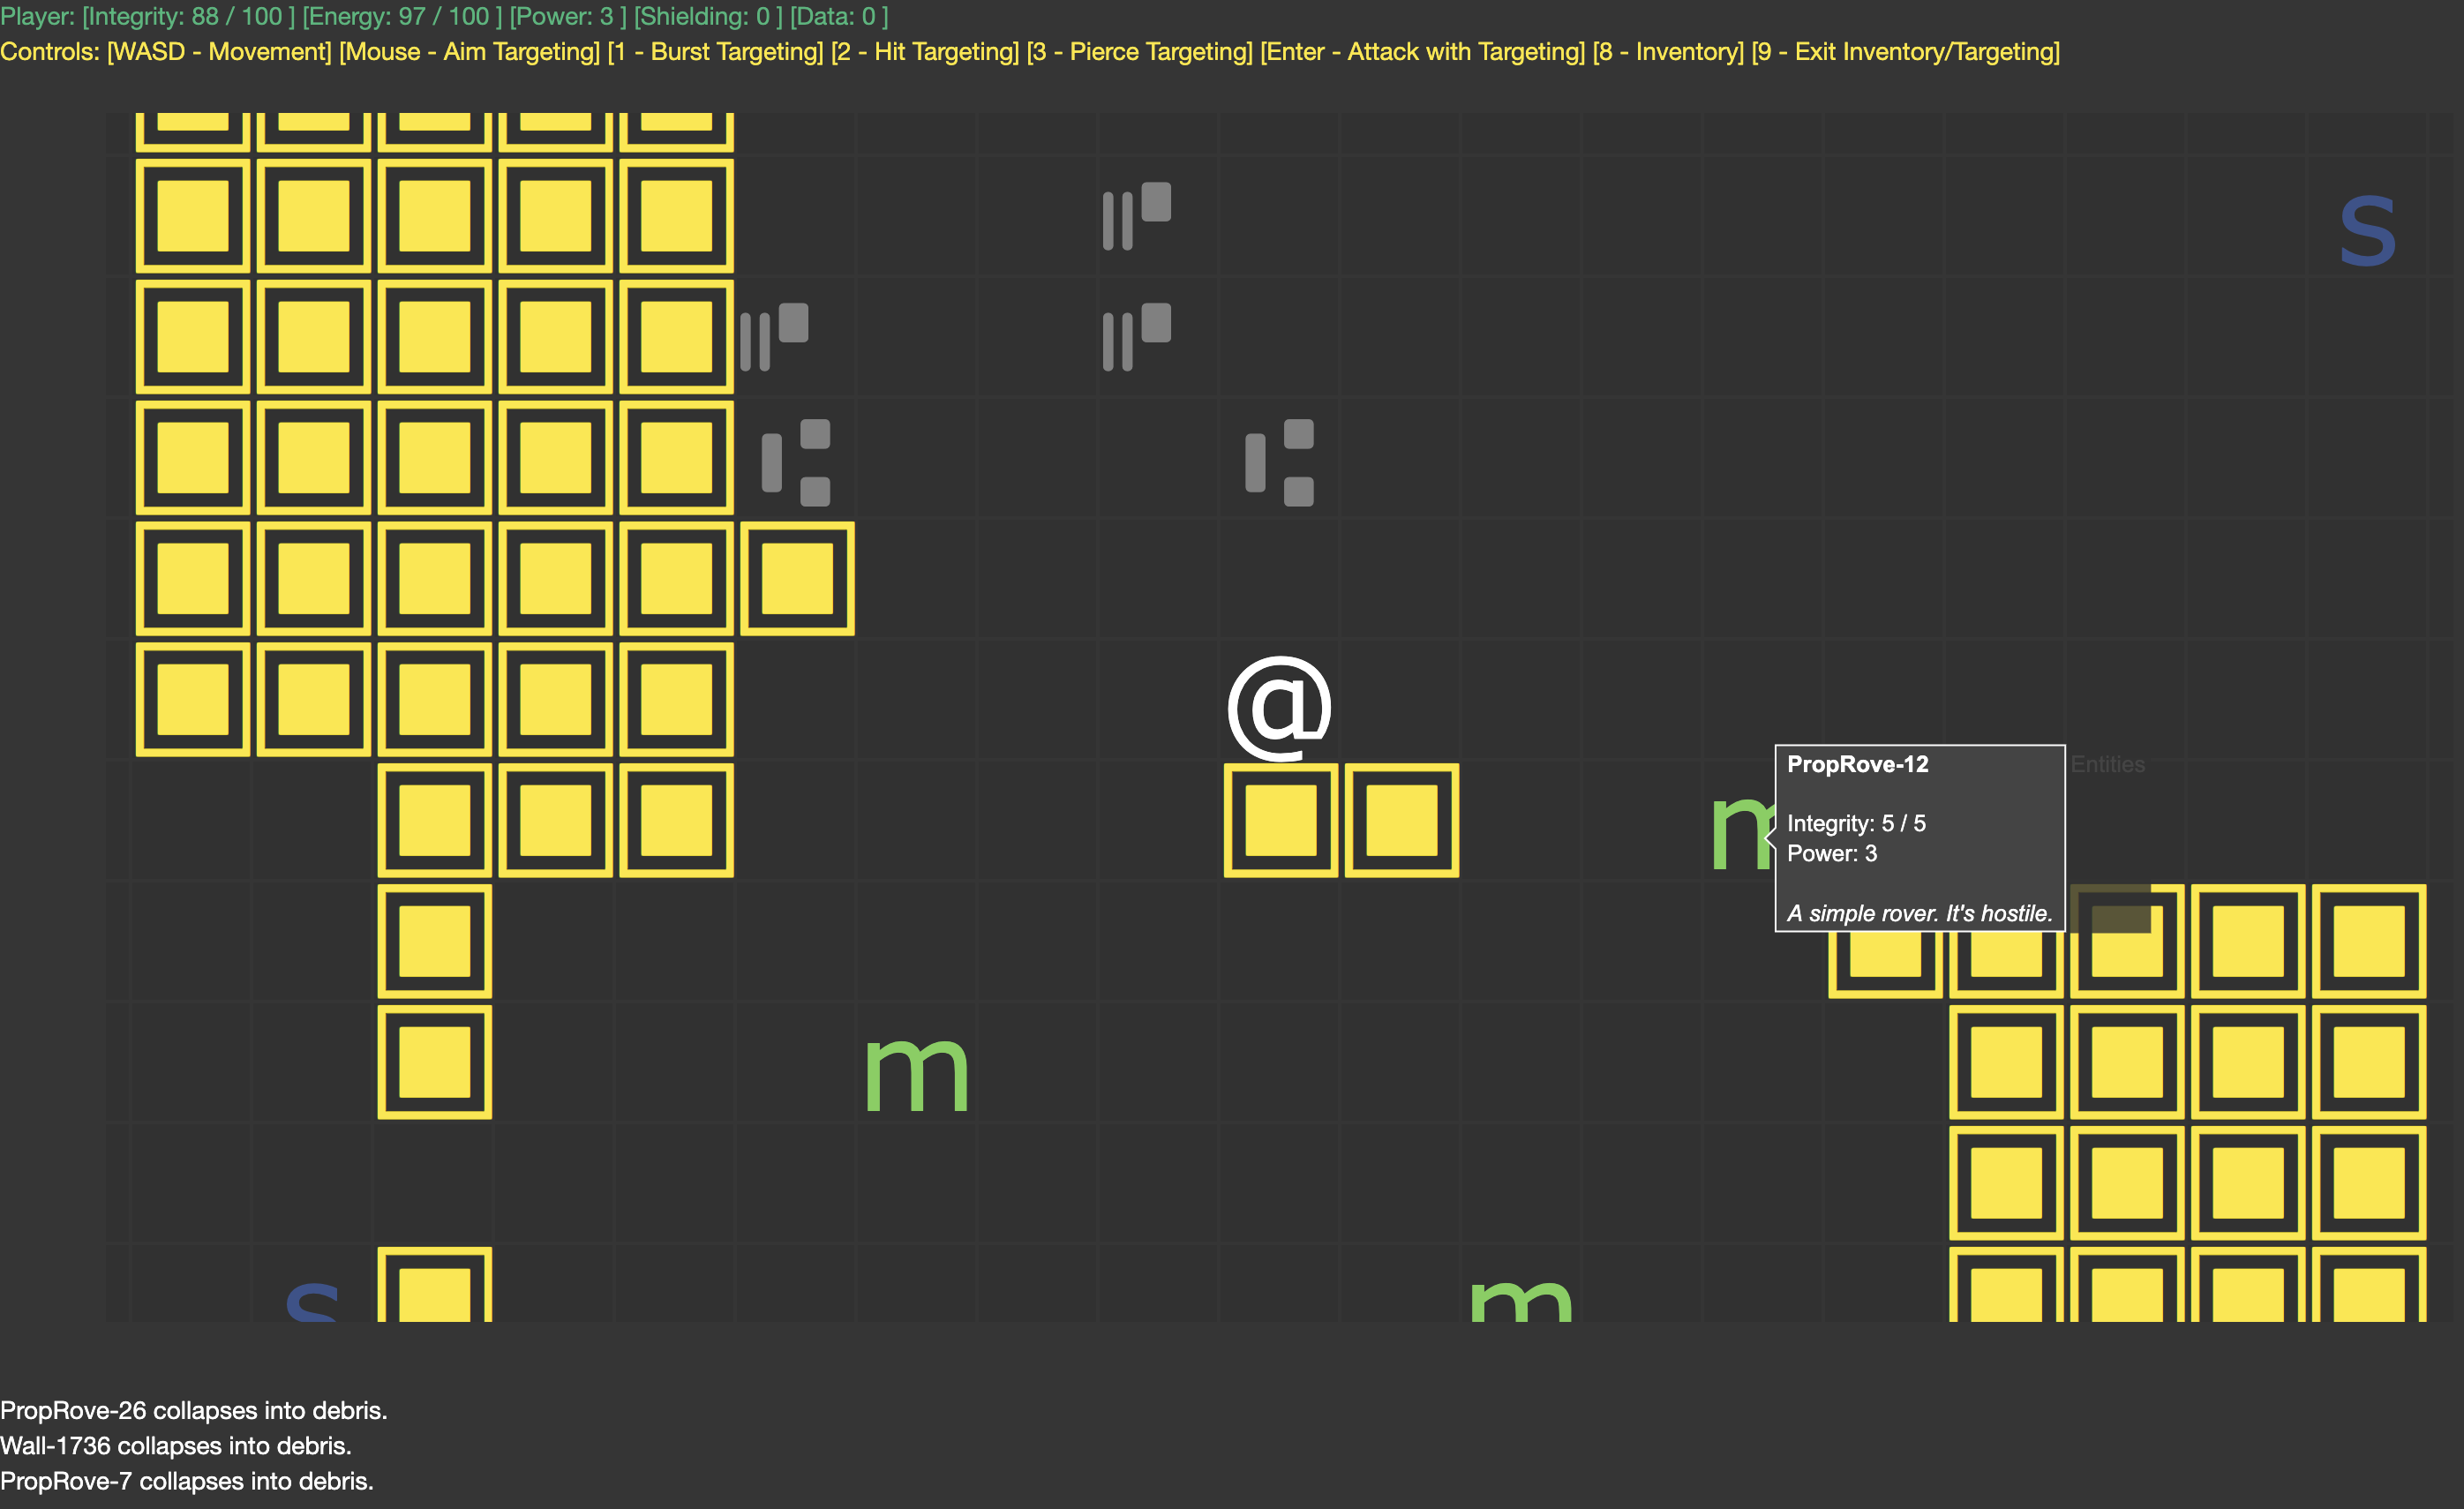 Player: [Integrity: 88 / 100 ] [Energy: 97 / 100 ] [Power: 3 ] [Shielding: 0 ] [Data: 0 ]
Controls: [WASD - Movement] [Mouse - Aim Targeting] [1 - Burst Targeting] [2 - Hit Targeting] [3 - Pierce Targeting] [Enter - Attack with Targeting] [8 - Inventory] [9 - Exit Inventory/Targeting]
S
@
m
PropRove-12
Entities
Integrity: 5 / 5
Power: 3
A simple rover. It's hostile.
m
s
m
PropRove-26 collapses into debris.
Wall-1736 collapses into debris.
PropRove-7 collapses into debris.